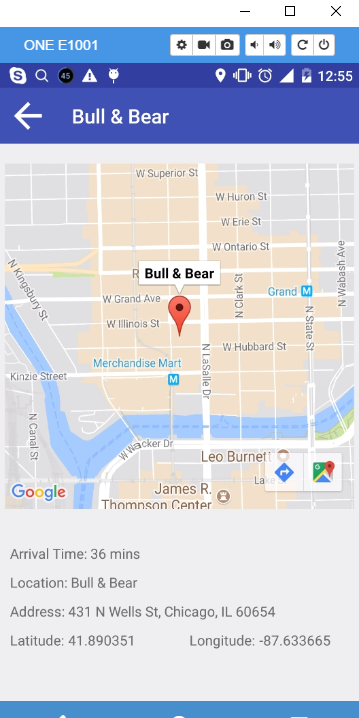 ONE E1001
45
12:55
Bull & Bear
W Superior St
W Huron St
W Erie St
W Ontario St
N Kingsbury St
N Wabash Ave
Bull & Bear
R
Grand
M
N Clark St
W Grand Ave
N State St
W Illinois St
W Hubbard St
N LaSalle Dr
Merchandise Mart
M
Kinzie Street
N Canal St
W Wacker Dr
Leo Burnett
Lake
Google
James R.
Thompson Center
Arrival Time: 36 mins
Location: Bull & Bear
Address: 431 N Wells St, Chicago, IL 60654
Latitude: 41.890351 Longitude: -87.633665